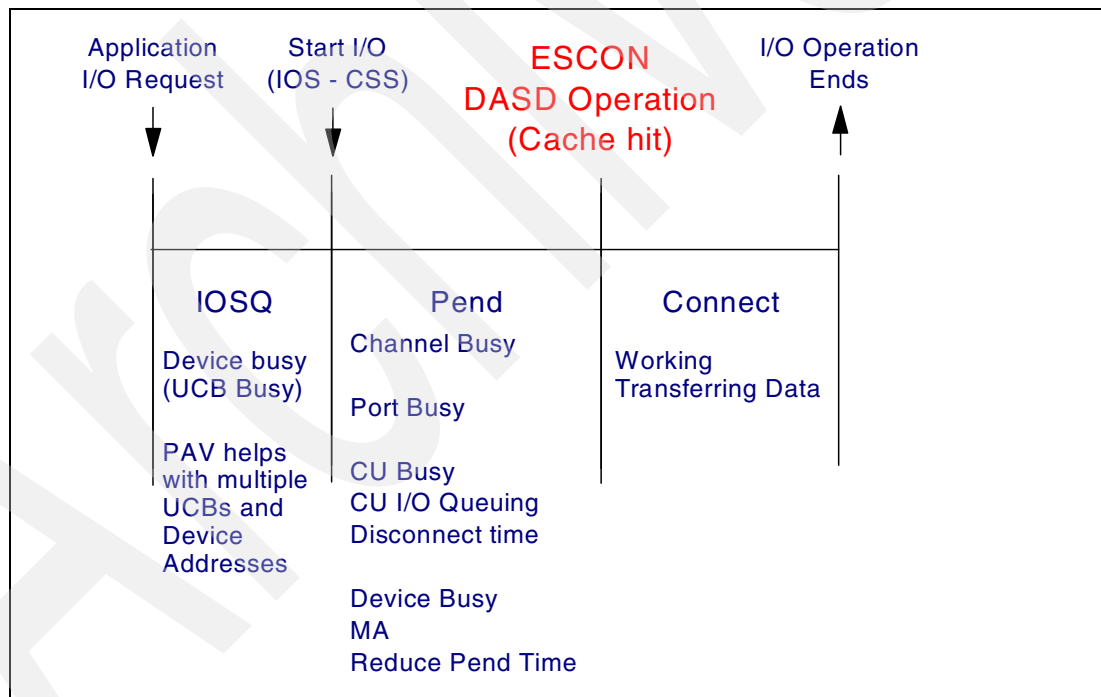 Application
I/O Request
Start I/O
(IOS - CSS)
ESCON
DASD Operation
(Cache hit)
I/O Operation
Ends
IOSQ
Device busy
(UCB Busy)
PAV helps
with multiple
UCBs and
Device
Addresses
Pend
Channel Busy
Port Busy
CU Busy
CU I/O Queuing
Disconnect time
Device Busy
MA
Reduce Pend Time
Connect
Working
Transferring Data